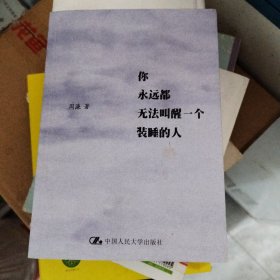 你
永远都
无法叫醒一个
装睡的人
周濂 著
中国人民大学出版社